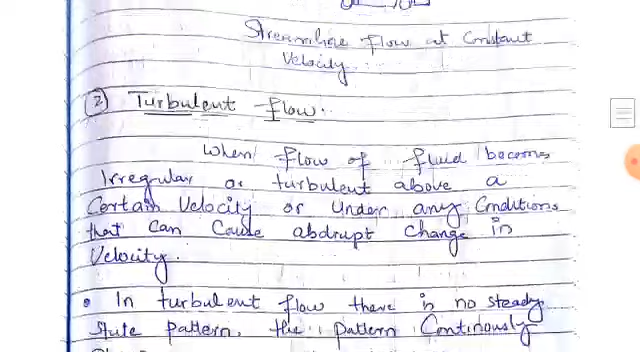 Streamline flow at Constant
Velocity.
② Turbulent flow:
When flow of fluid becomes
Irregular or turbulent above a
Certain Velocity or under any Conditions
that can Cause abdrupt change in
Velocity.
• In turbulent flow there is no steady
state pattern. the pattern Continously